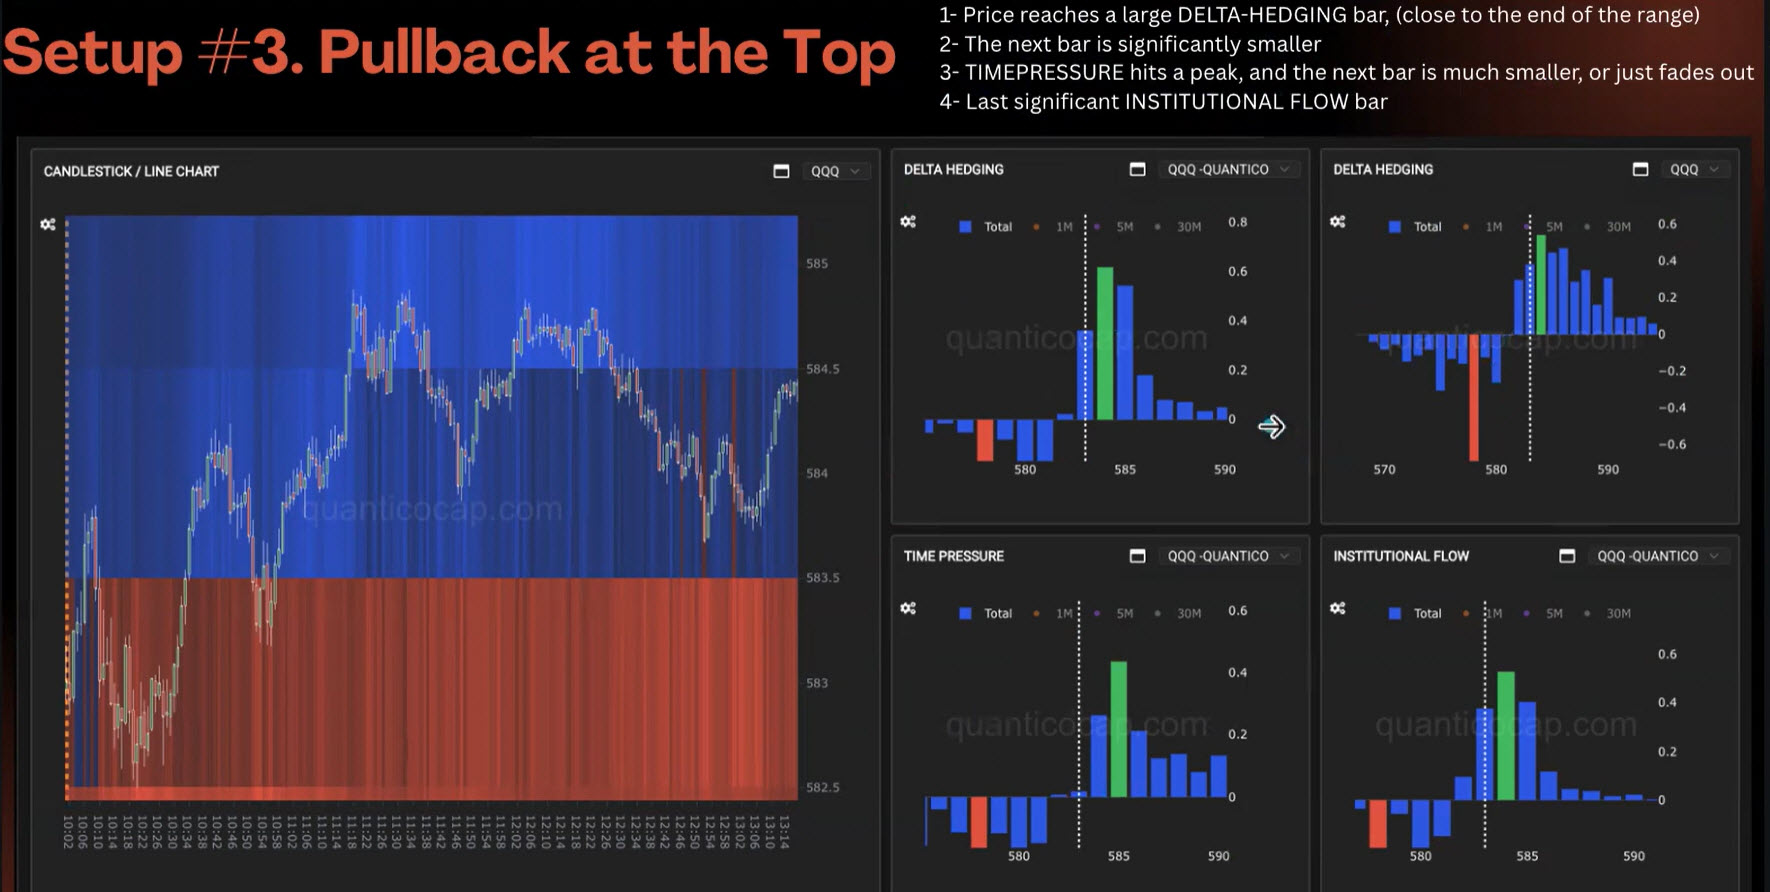 Setup #3. Pullback at the Top
1- Price reaches a large DELTA-HEDGING bar, (close to the end of the range)
2- The next bar is significantly smaller
3- TIMEPRESSURE hits a peak, and the next bar is much smaller, or just fades out
4- Last significant INSTITUTIONAL FLOW bar
CANDLESTICK / LINE CHART
QQQ
585
584.5
584
583.5
583
582.5
quanticocap.com
10:02 10:06 10:10 10:14 10:18 10:22 10:26 10:30 10:34 10:38 10:42 10:46 10:50 10:54 10:58 11:02 11:06 11:10 11:14 11:18 11:22 11:26 11:30 11:34 11:38 11:42 11:46 11:50 11:54 11:58 12:02 12:06 12:10 12:14 12:18 12:22 12:26 12:30 12:34 12:38 12:42 12:46 12:50 12:54 12:58 13:02 13:06 13:10 13:14
DELTA HEDGING
QQQ -QUANTICO
Total 1M 5M 30M
0.8
0.6
0.4
0.2
0
quanticocap.com
580 585 590
DELTA HEDGING
QQQ
Total 1M 5M 30M
0.6
0.4
0.2
0
−0.2
−0.4
−0.6
quanticocap.com
570 580 590
TIME PRESSURE
QQQ -QUANTICO
Total 1M 5M 30M
0.6
0.4
0.2
0
quanticocap.com
580 585 590
INSTITUTIONAL FLOW
QQQ -QUANTICO
Total 1M 5M 30M
0.6
0.4
0.2
0
quanticocap.com
580 585 590